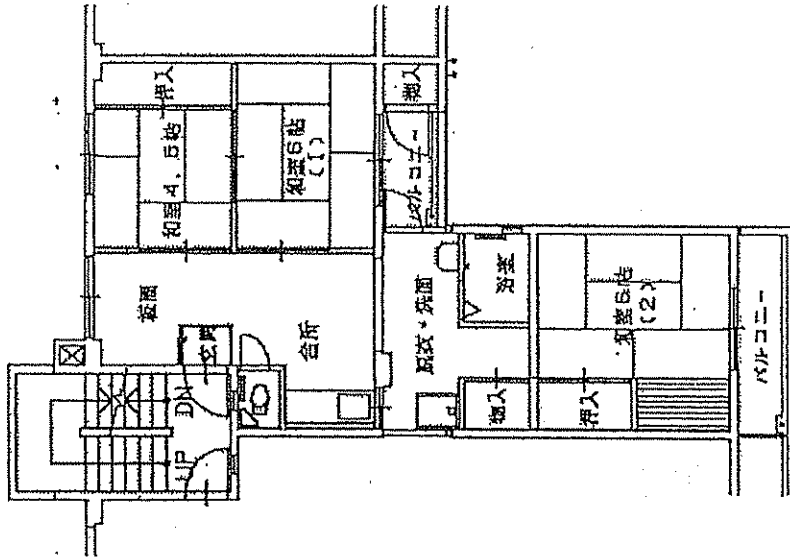 押入
和室4.5帖
和室6帖
(1)
物入
バルコニー
板間
玄関
台所
脱衣・洗面
浴室
和室6帖
(2)
物入
押入
バルコニー
DN
UP